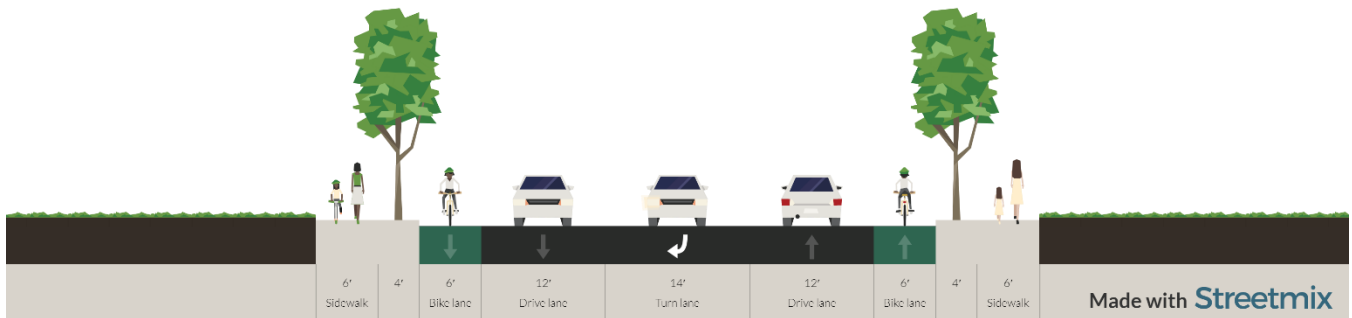 6'
Sidewalk
4'
6'
Bike lane
12'
Drive lane
14'
Turn lane
12'
Drive lane
6'
Bike lane
4'
6'
Sidewalk
Made with Streetmix